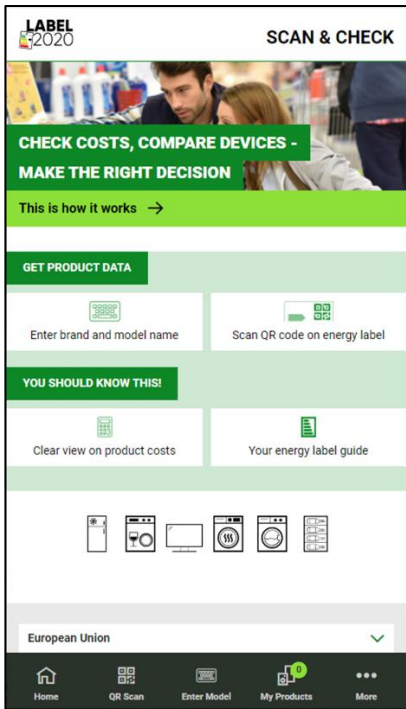 LABEL
2020
SCAN & CHECK
CHECK COSTS, COMPARE DEVICES -
MAKE THE RIGHT DECISION
This is how it works →
GET PRODUCT DATA
Enter brand and model name
Scan QR code on energy label
YOU SHOULD KNOW THIS!
Clear view on product costs
Your energy label guide
European Union
0
Home
QR Scan
Enter Model
My Products
More